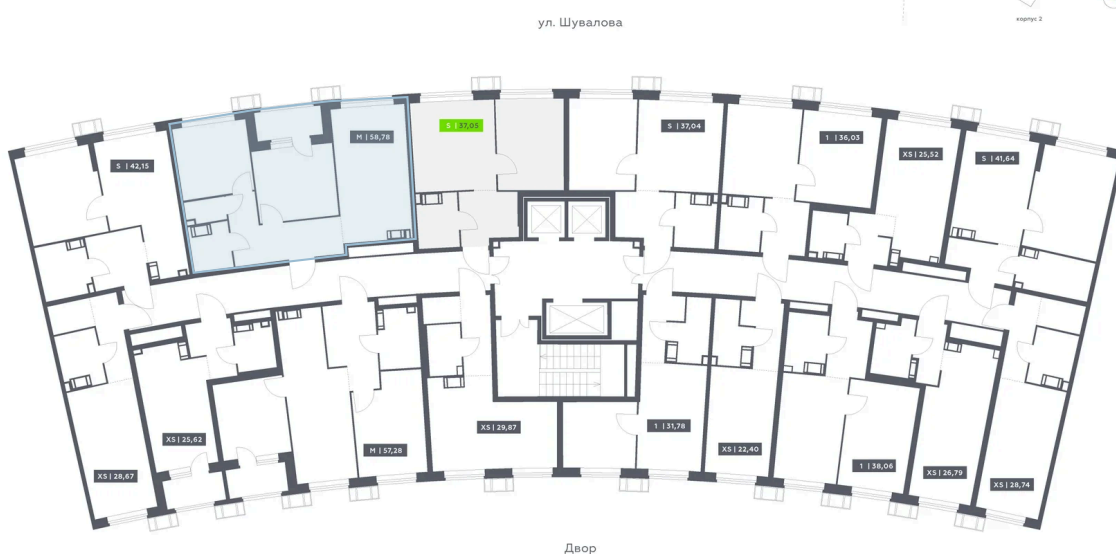 корпус 2
ул. Шувалова
S | 42,15
M | 58,78
S | 37,05
S | 37,04
1 | 36,03
XS | 25,52
S | 41,64
XS | 28,67
XS | 25,62
M | 57,28
XS | 29,87
1 | 31,78
XS | 22,40
1 | 38,06
XS | 26,79
XS | 28,74
Двор